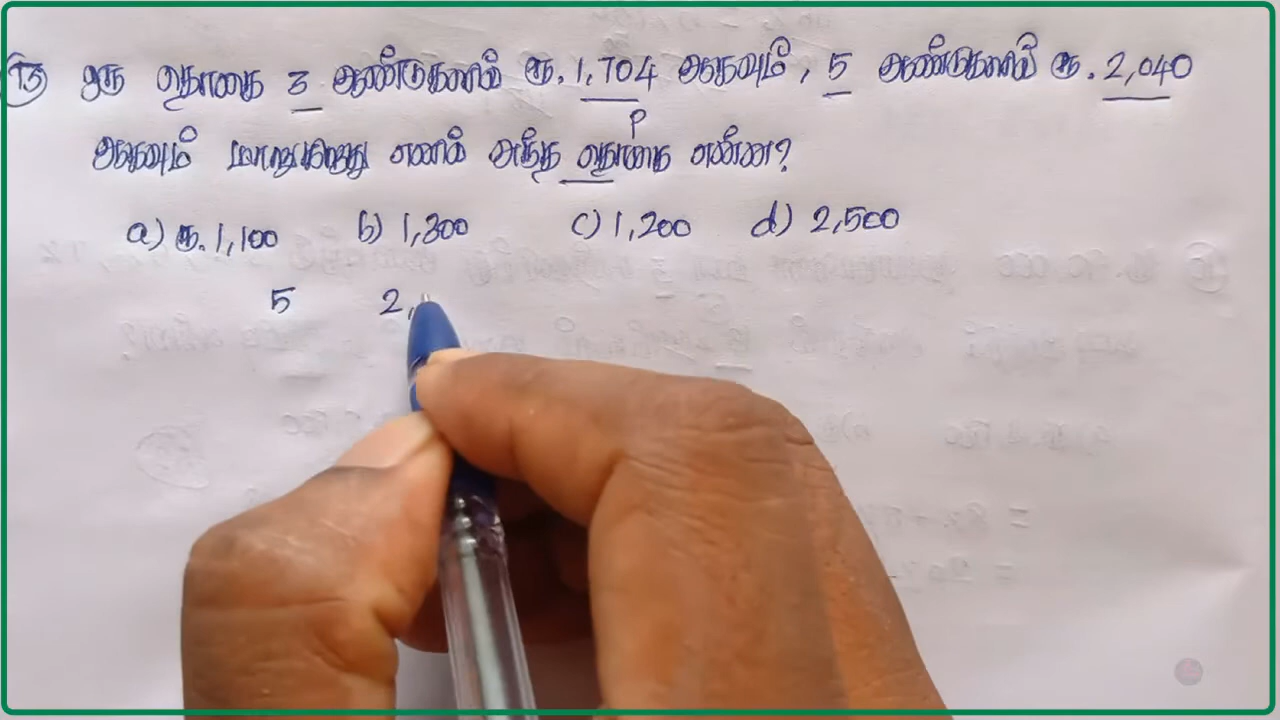 13) ஒரு தொகை 3 ஆண்டுகளில் ரூ. 1,704 ஆகவும், 5 ஆண்டுகளில் ரூ. 2,040
P
ஆகவும் மாறுகிறது எனில் அந்த தொகை என்ன?
a) ரூ. 1,100 b) 1,300 c) 1,200 d) 2,500
5 2,